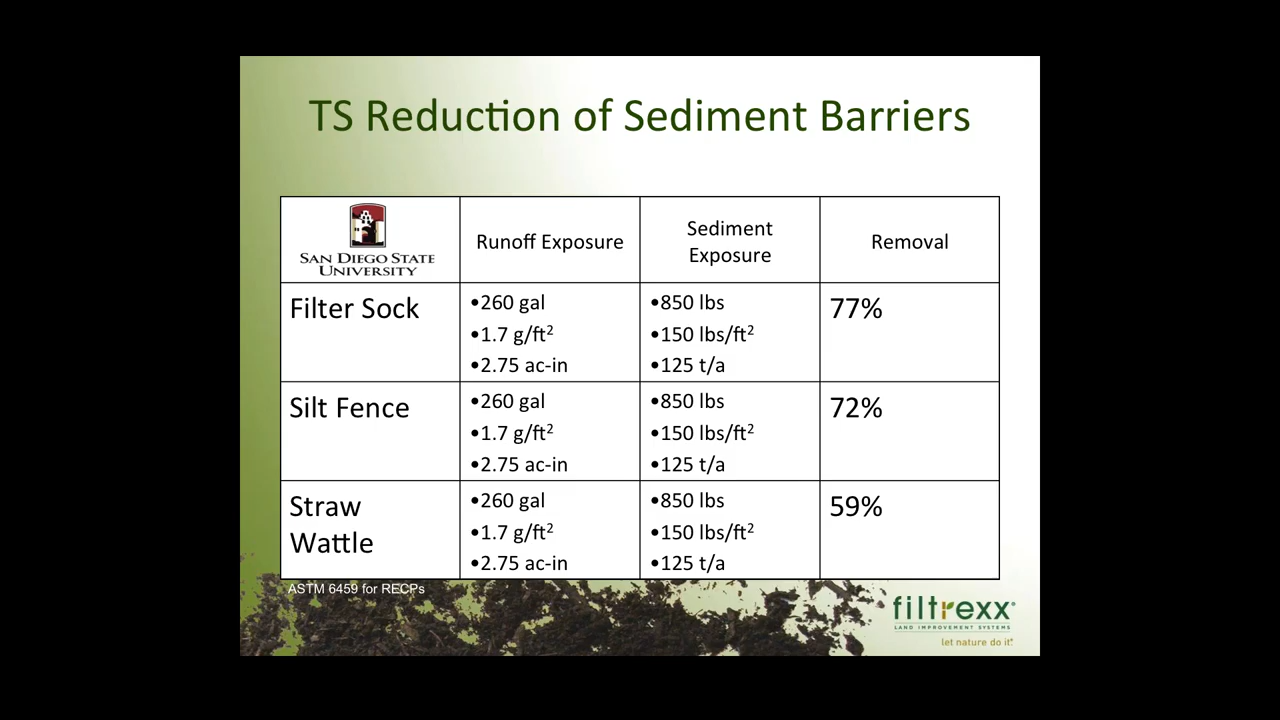 TS Reduction of Sediment Barriers
SAN DIEGO STATE
UNIVERSITY
Runoff Exposure
Sediment
Exposure
Removal
Filter Sock
•260 gal
•1.7 g/ft²
•2.75 ac-in
•850 lbs
•150 lbs/ft²
•125 t/a
77%
Silt Fence
•260 gal
•1.7 g/ft²
•2.75 ac-in
•850 lbs
•150 lbs/ft²
•125 t/a
72%
Straw
Wattle
•260 gal
•1.7 g/ft²
•2.75 ac-in
•850 lbs
•150 lbs/ft²
•125 t/a
59%
ASTM 6459 for RECPs
filtrexx®
LAND IMPROVEMENT SYSTEMS
let nature do it®